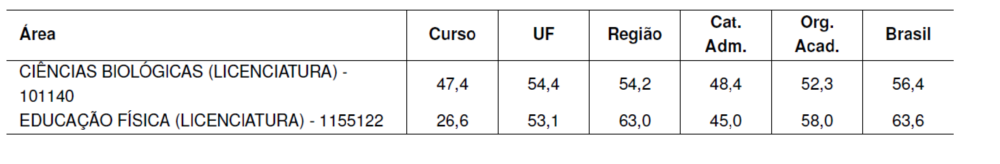 Área Curso UF Região Cat. Adm. Org. Acad. Brasil
CIÊNCIAS BIOLÓGICAS (LICENCIATURA) -
101140 47,4 54,4 54,2 48,4 52,3 56,4
EDUCAÇÃO FÍSICA (LICENCIATURA) - 1155122 26,6 53,1 63,0 45,0 58,0 63,6